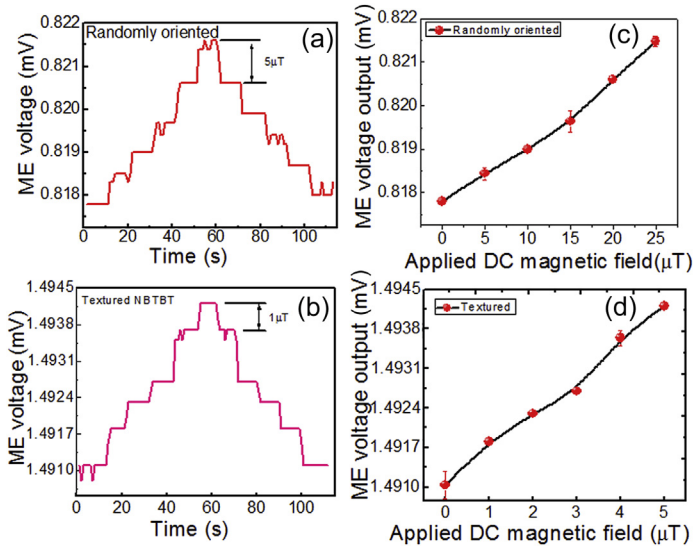 Randomly oriented
(a)
5μT
ME voltage (mV)
0.822
0.821
0.820
0.819
0.818
0 20 40 60 80 100
Time (s)
Randomly oriented
(c)
ME voltage output (mV)
0.822
0.820
0.818
0 5 10 15 20 25
Applied DC magnetic field(μT)
Textured NBTBT
(b)
1μT
ME voltage (mV)
1.4945
1.4938
1.4931
1.4924
1.4917
1.4910
0 20 40 60 80 100
Time (s)
Textured
(d)
ME voltage output (mV)
1.4945
1.4938
1.4931
1.4924
1.4917
1.4910
0 1 2 3 4 5
Applied DC magnetic field (μT)